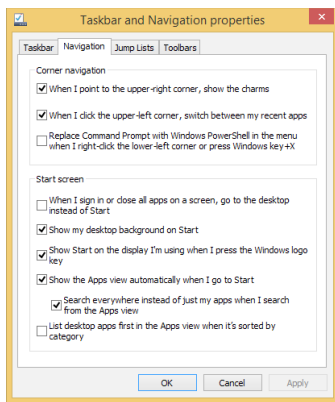 Taskbar and Navigation properties
Taskbar Navigation Jump Lists Toolbars
Corner navigation
When I point to the upper-right corner, show the charms
When I click the upper-left corner, switch between my recent apps
Replace Command Prompt with Windows PowerShell in the menu
when I right-click the lower-left corner or press Windows key+X
Start screen
When I sign in or close all apps on a screen, go to the desktop
instead of Start
Show my desktop background on Start
Show Start on the display I'm using when I press the Windows logo
key
Show the Apps view automatically when I go to Start
Search everywhere instead of just my apps when I search
from the Apps view
List desktop apps first in the Apps view when it's sorted by
category
OK Cancel Apply